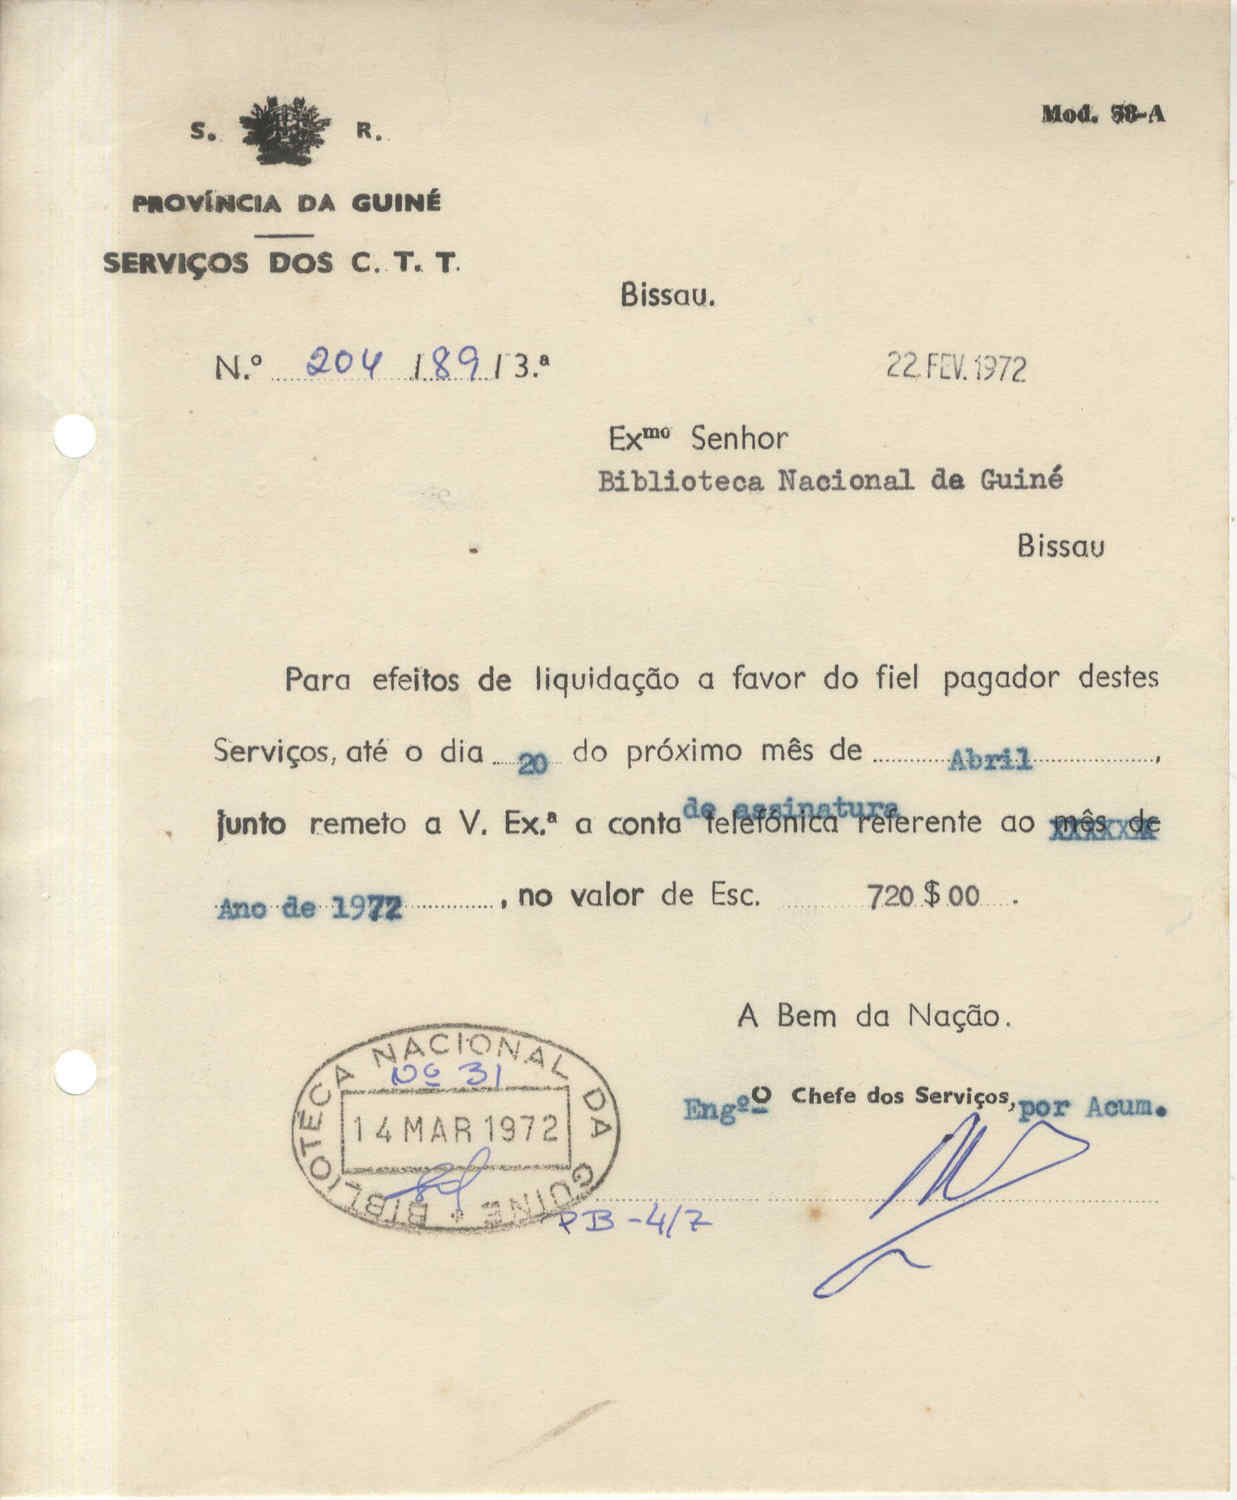 Mod. 58-A
S. R.
PROVÍNCIA DA GUINÉ
SERVIÇOS DOS C. T. T.
Bissau.
N.º 204 / 89 / 3.ª
22. FEV. 1972
Exmo Senhor
Biblioteca Nacional da Guiné
Bissau
Para efeitos de liquidação a favor do fiel pagador destes
Serviços, até o dia 20 do próximo mês de Abril,
de assinatura
junto remeto a V. Ex.ª a conta telefónica referente ao mês de
Ano de 1972, no valor de Esc. 720$00.
A Bem da Nação.
Engº O Chefe dos Serviços, por Acum.
BIBLIOTECA NACIONAL DA GUINÉ
Nº 31
14 MAR 1972
PB-4/7